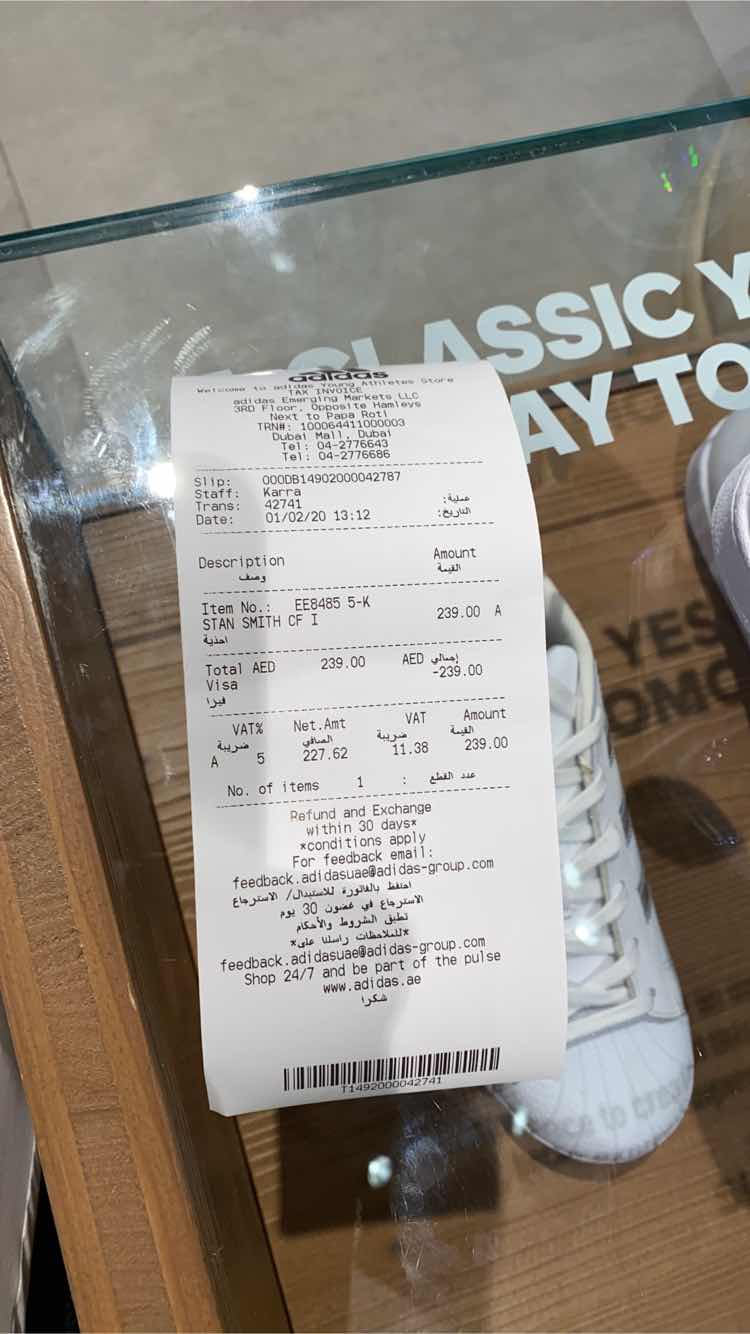 CLASSIC Y
AY TO
adidas
Welcome to adidas Young Athletes Store
TAX INVOICE
adidas Emerging Markets LLC
3RD Floor, Opposite Hamleys
Next to Papa Roti
TRN#: 100064411000003
Dubai Mall, Dubai
Tel: 04-2776643
Tel: 04-2776686
Slip: 000DB14902000042787
Staff: Karra
Trans: 42741 عملية:
Date: 01/02/20 13:12 التاريخ:
Description Amount
وصف القيمة
Item No.: EE8485 5-K
STAN SMITH CF I 239.00 A
احذية
Total AED 239.00 AED إجمالي
Visa -239.00
فيزا
VAT% Net.Amt VAT Amount
ضريبة الصافي ضريبة القيمة
A 5 227.62 11.38 239.00
No. of items 1 : عدد القطع
Refund and Exchange
within 30 days*
*conditions apply
For feedback email:
feedback.adidasuae@adidas-group.com
احتفظ بالفاتورة للاستبدال/ الاسترجاع
الاسترجاع في غضون 30 يوم
تطبق الشروط والأحكام
*للملاحظات راسلنا على*
feedback.adidasuae@adidas-group.com
Shop 24/7 and be part of the pulse
www.adidas.ae
شكرا
T1492000042741
YES
OMO